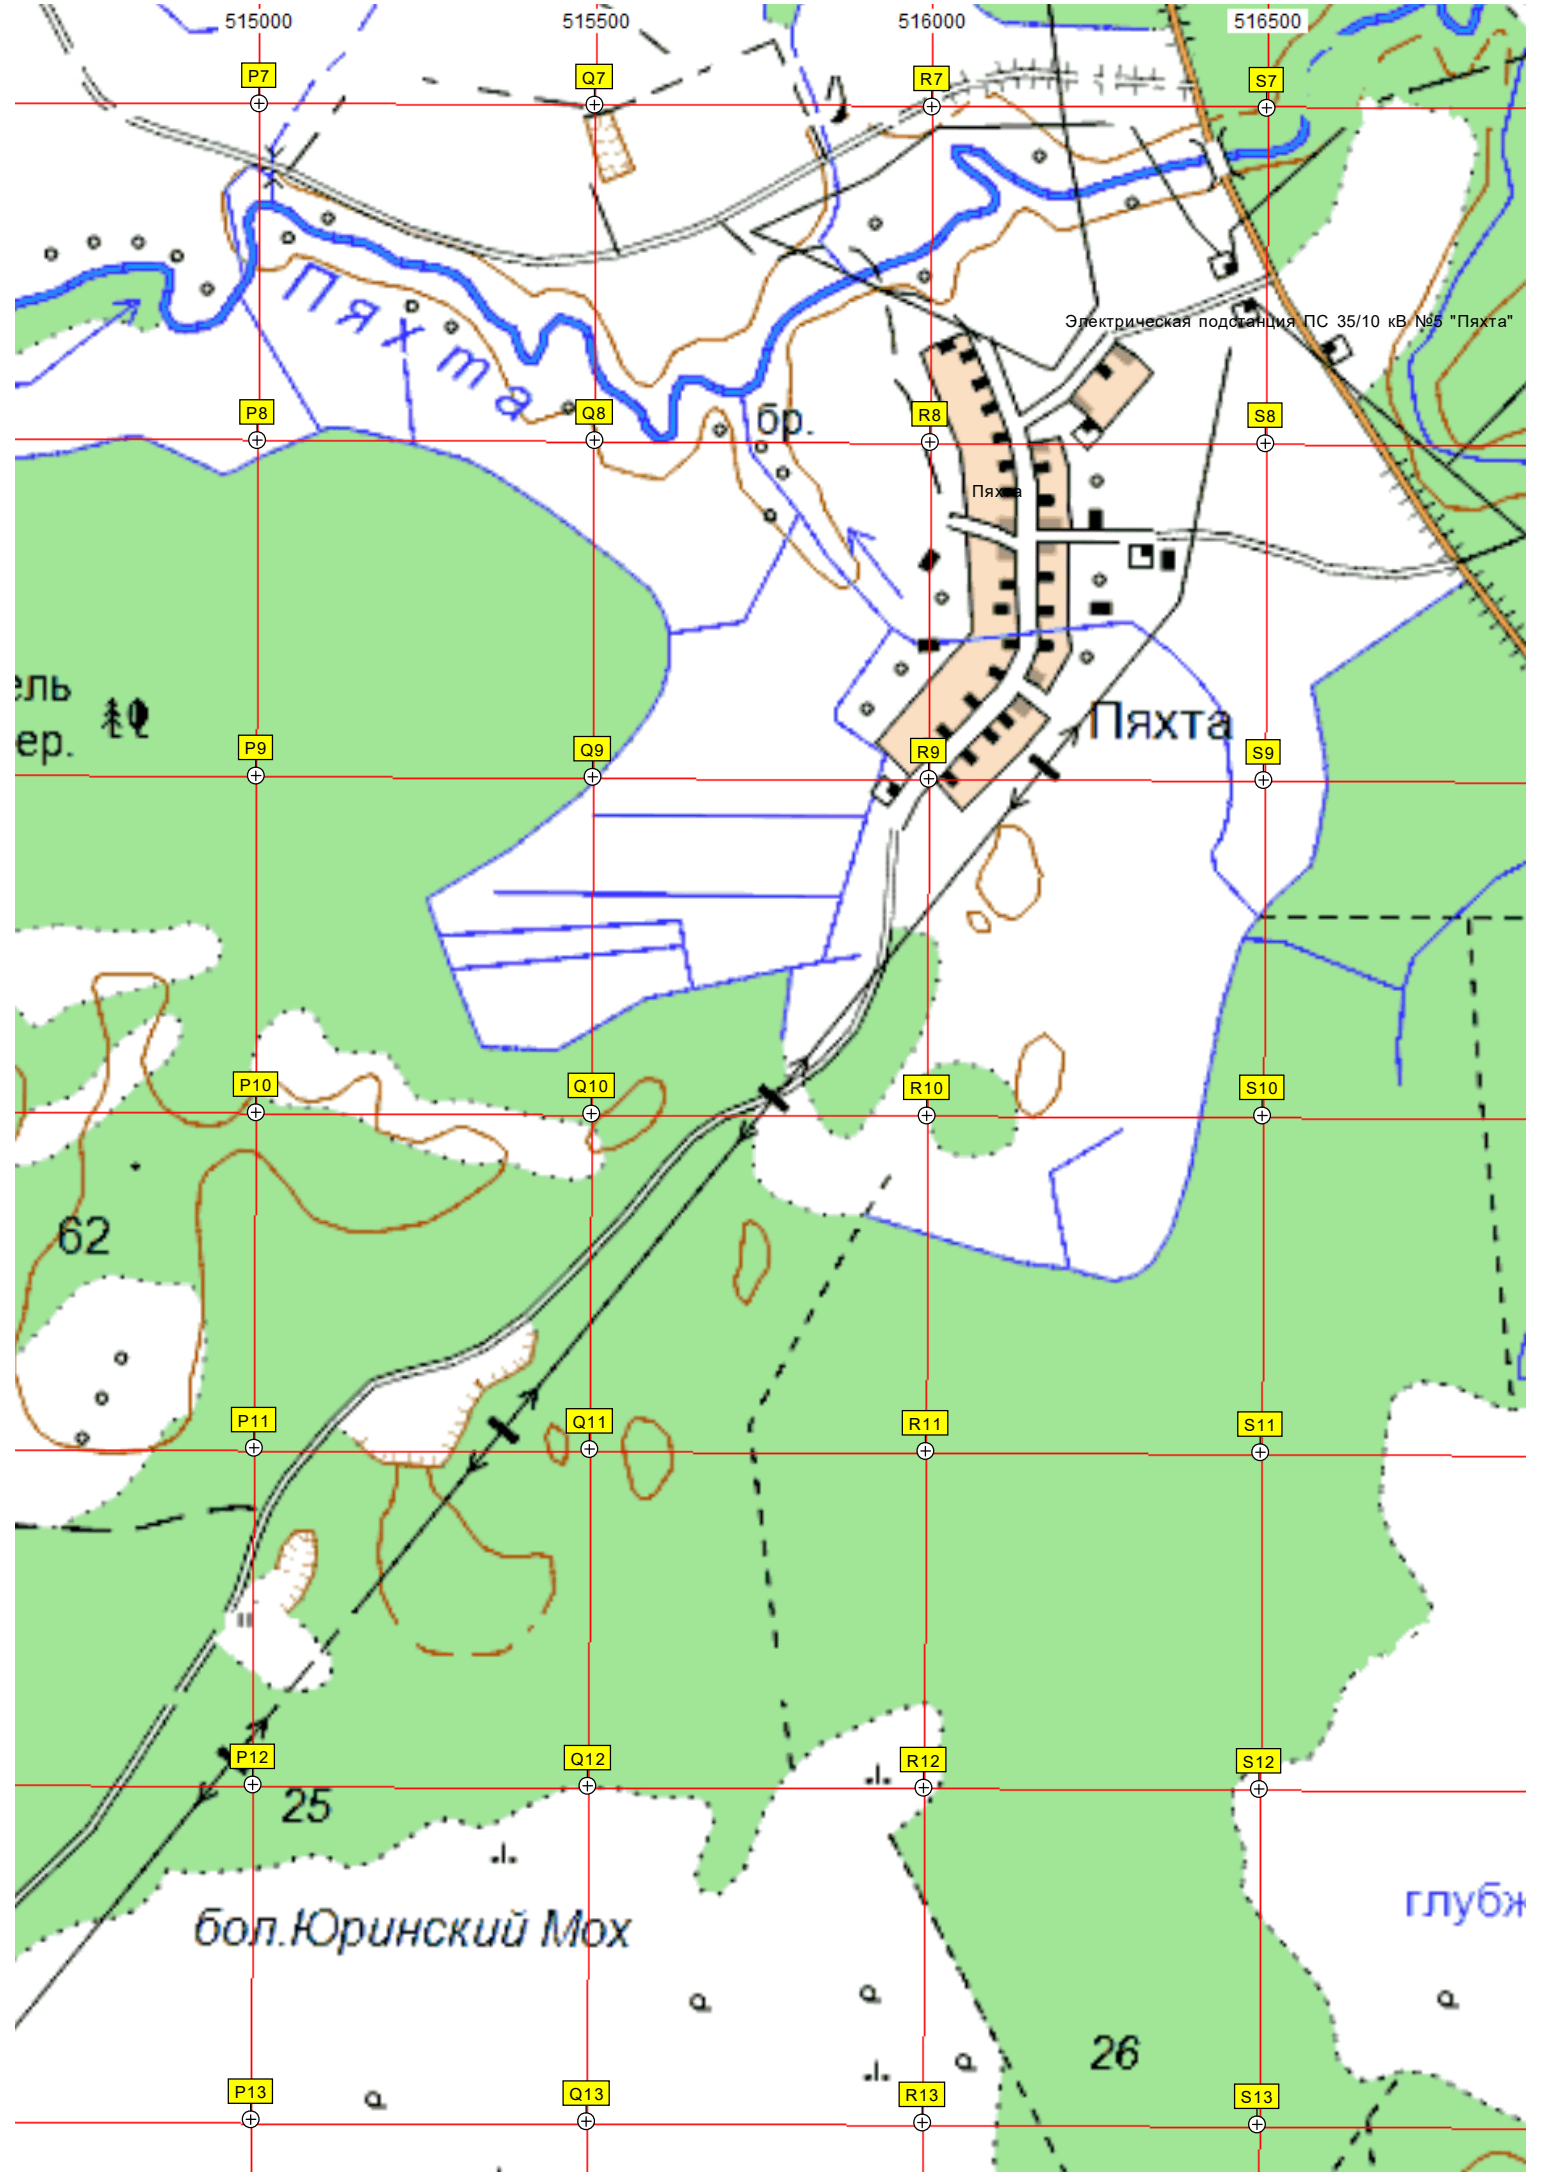 515000 515500 516000 516500
P7 Q7 R7 S7
Пяхта
Электрическая подстанция ПС 35/10 кВ №5 "Пяхта"
P8 Q8 бр. R8 S8
Пяхта
ель
ер.
Пяхта
P9 Q9 R9 S9
P10 Q10 R10 S10
62
P11 Q11 R11 S11
P12 Q12 R12 S12
25
глубж
бол.Юринский Мох
26
P13 Q13 R13 S13